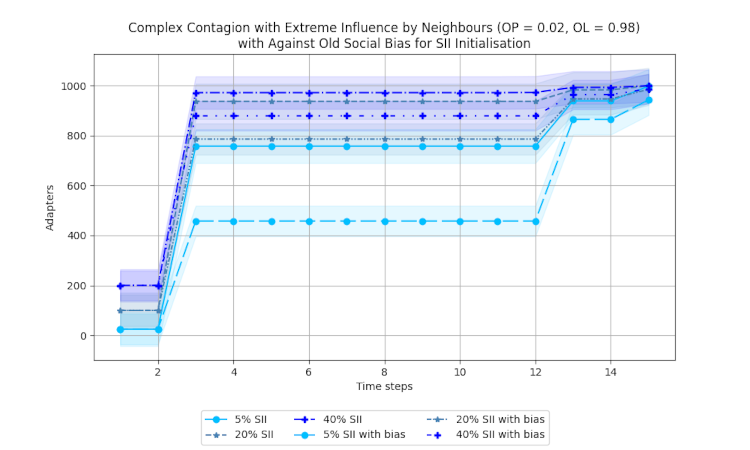 Complex Contagion with Extreme Influence by Neighbours (OP = 0.02, OL = 0.98)
with Against Old Social Bias for SII Initialisation
1000
800
600
400
200
0
Adapters
2 4 6 8 10 12 14
Time steps
5% SII 40% SII 20% SII with bias
20% SII 5% SII with bias 40% SII with bias